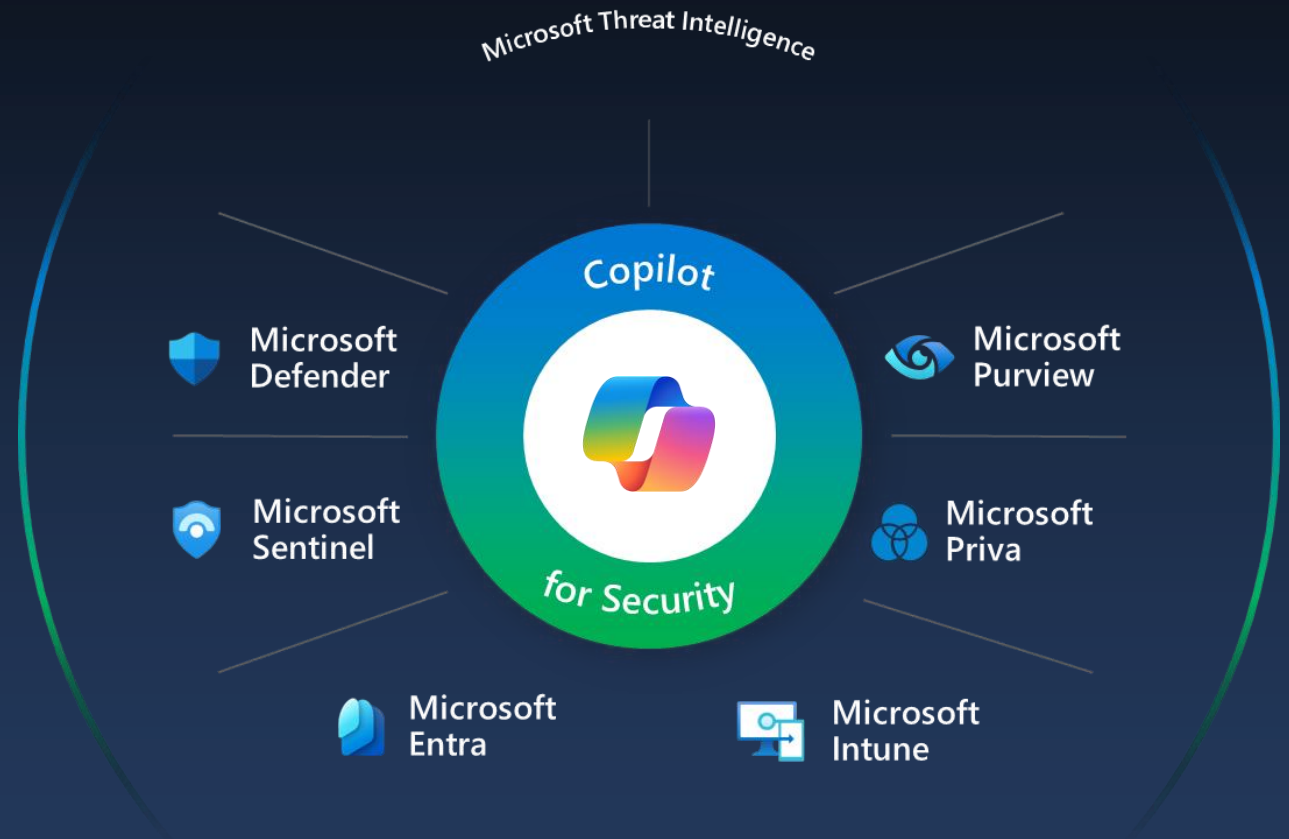 Microsoft Threat Intelligence
Copilot
for Security
Microsoft
Defender
Microsoft
Purview
Microsoft
Sentinel
Microsoft
Priva
Microsoft
Entra
Microsoft
Intune